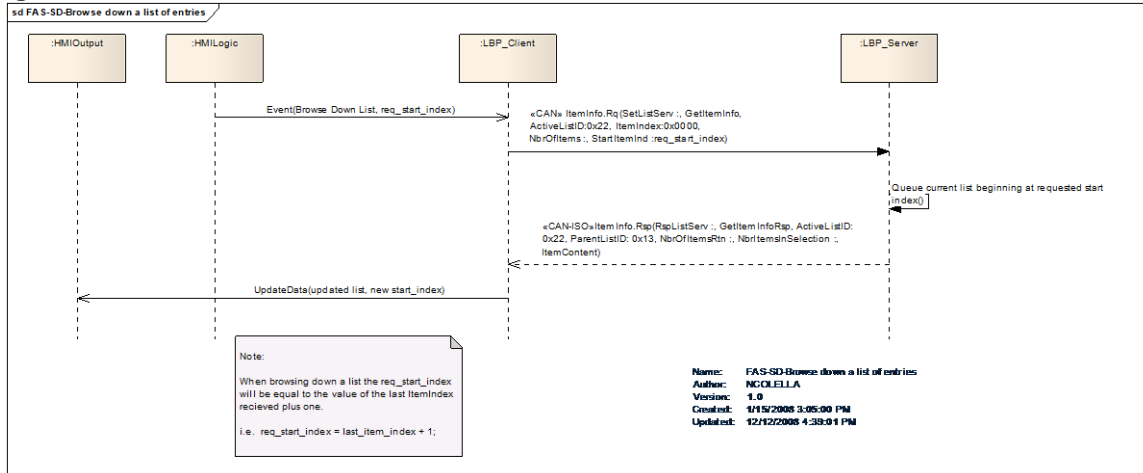 sd FAS-SD-Browse down a list of entries
:HMIOutput
:HMILogic
:LBP_Client
:LBP_Server
Event(Browse Down List, req_start_index)
«CAN» ItemInfo.Rq(SetListServ :, GetItemInfo,
ActiveListID:0x22, ItemIndex:0x0000,
NbrOfItems :, StartItemInd :req_start_index)
Queue current list beginning at requested start
index()
«CAN-ISO»ItemInfo.Rsp(RspListServ :, GetItemInfoRsp, ActiveListID:
0x22, ParentListID: 0x13, NbrOfItemsRtn :, NbrItemsInSelection :,
ItemContent)
UpdateData(updated list, new start_index)
Note:
When browsing down a list the req_start_index
will be equal to the value of the last ItemIndex
recieved plus one.
i.e. req_start_index = last_item_index + 1;
Name: FAS-SD-Browse down a list of entries
Author: NCOLELLA
Version: 1.0
Created: 1/15/2008 3:05:00 PM
Updated: 12/12/2008 4:39:01 PM